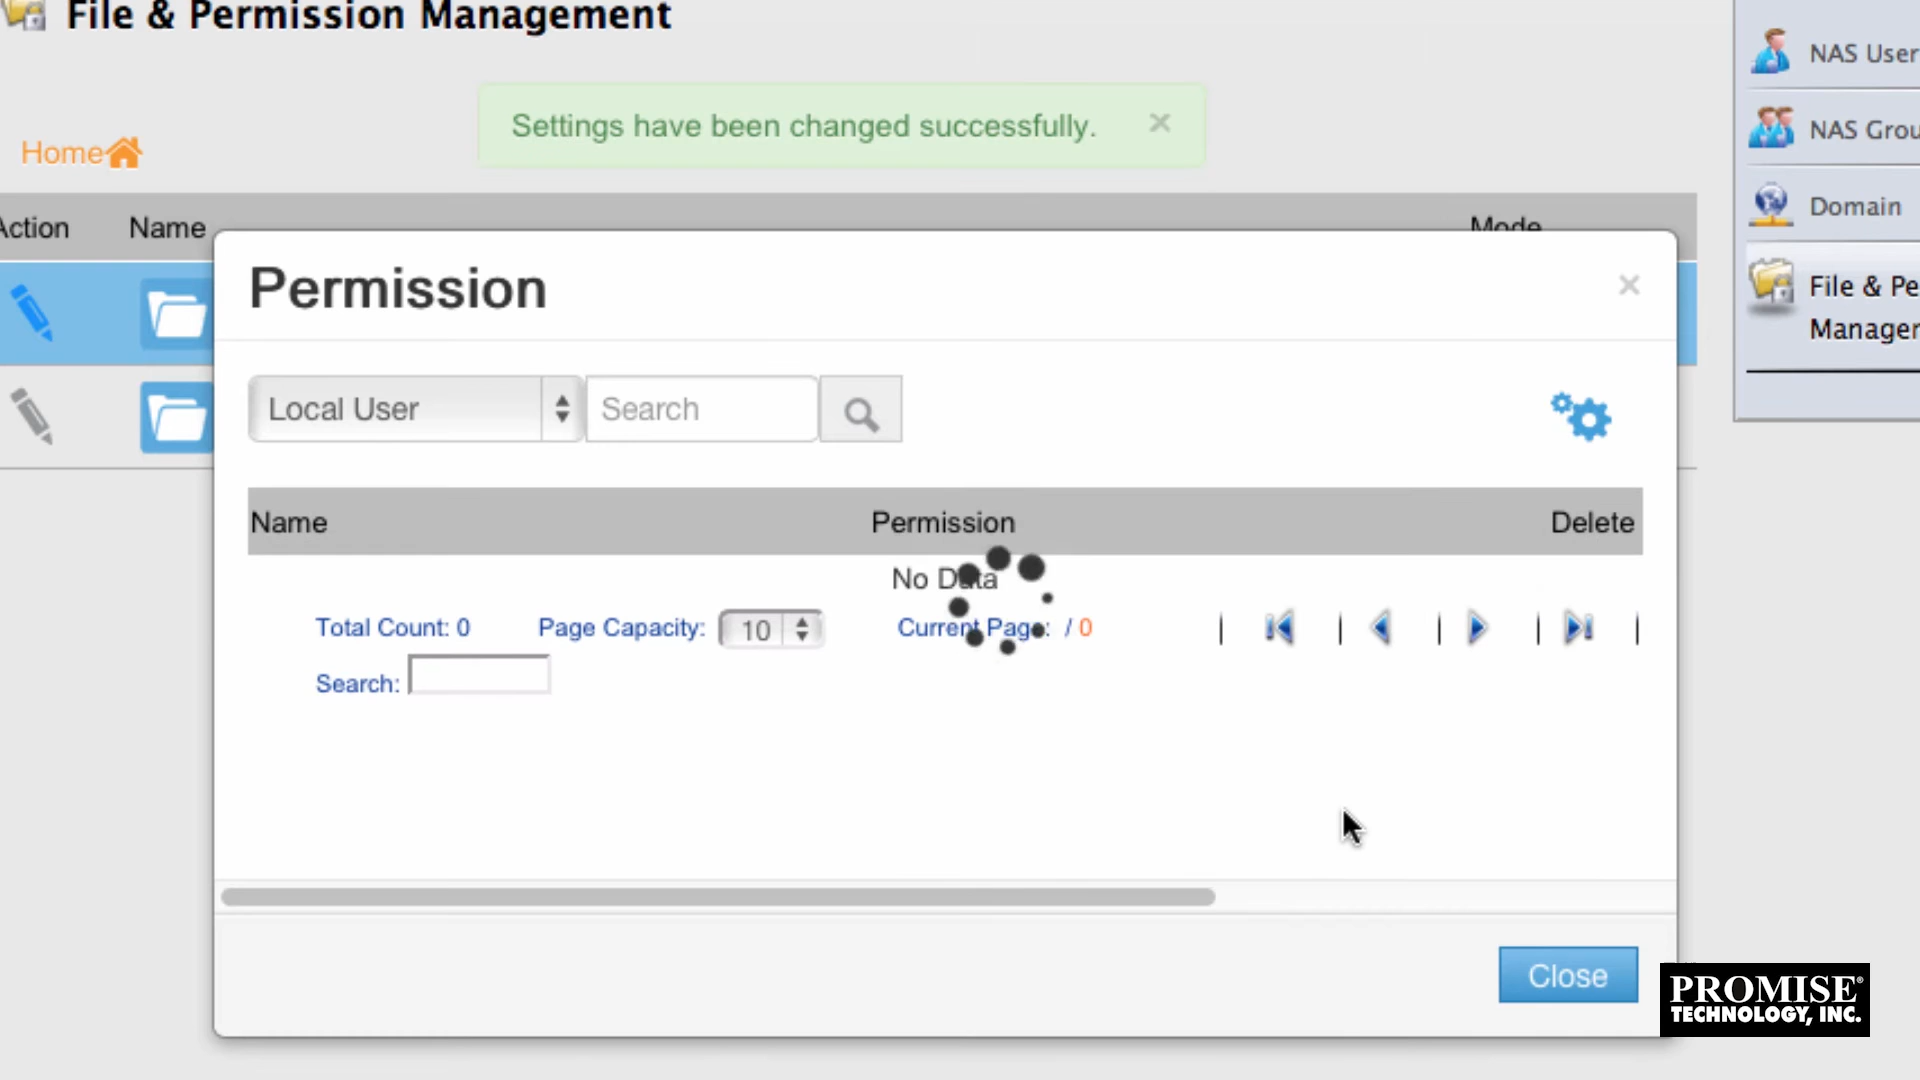 File & Permission Management
Settings have been changed successfully. ×
Home
Action Name Mode
Permission ×
Local User Search
Name Permission Delete
No Data
Total Count: 0 Page Capacity: 10 Current Page: / 0
Search:
Close
NAS User
NAS Grou
Domain
File & Pe
Manager
PROMISE®
TECHNOLOGY, INC.